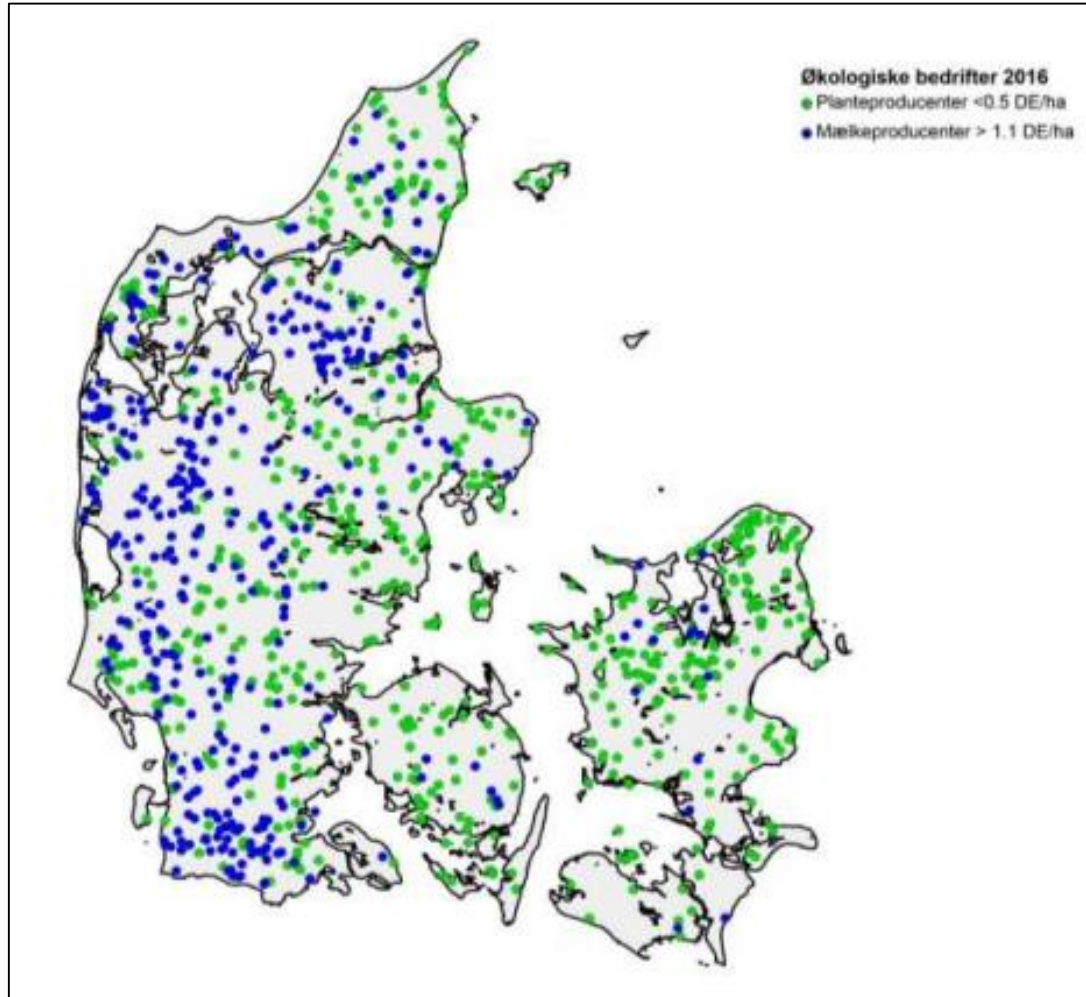 Økologiske bedrifter 2016
Planteproducenter <0.5 DE/ha
Mælkeproducenter > 1.1 DE/ha